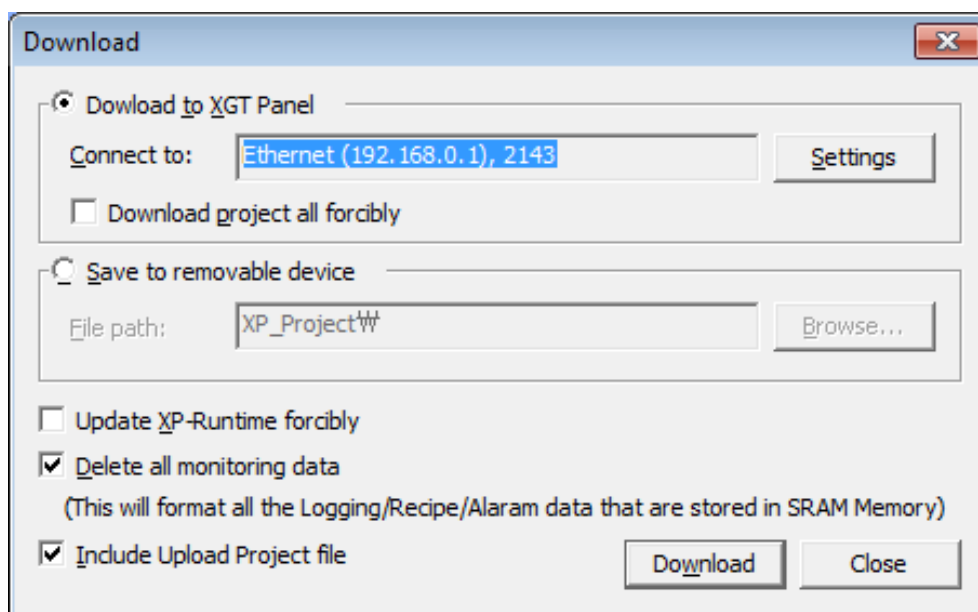 Download
Dowload to XGT Panel
Connect to: Ethernet (192.168.0.1), 2143 Settings
Download project all forcibly
Save to removable device
File path: XP_Project₩ Browse...
Update XP-Runtime forcibly
Delete all monitoring data
(This will format all the Logging/Recipe/Alaram data that are stored in SRAM Memory)
Include Upload Project file
Download Close